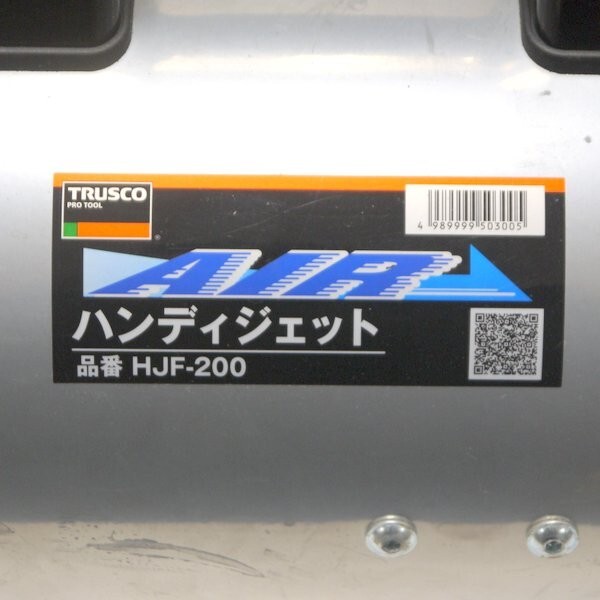 TRUSCO
PRO TOOL
®
4 989999 503005
AIR
ハンディジェット
品番 HJF-200